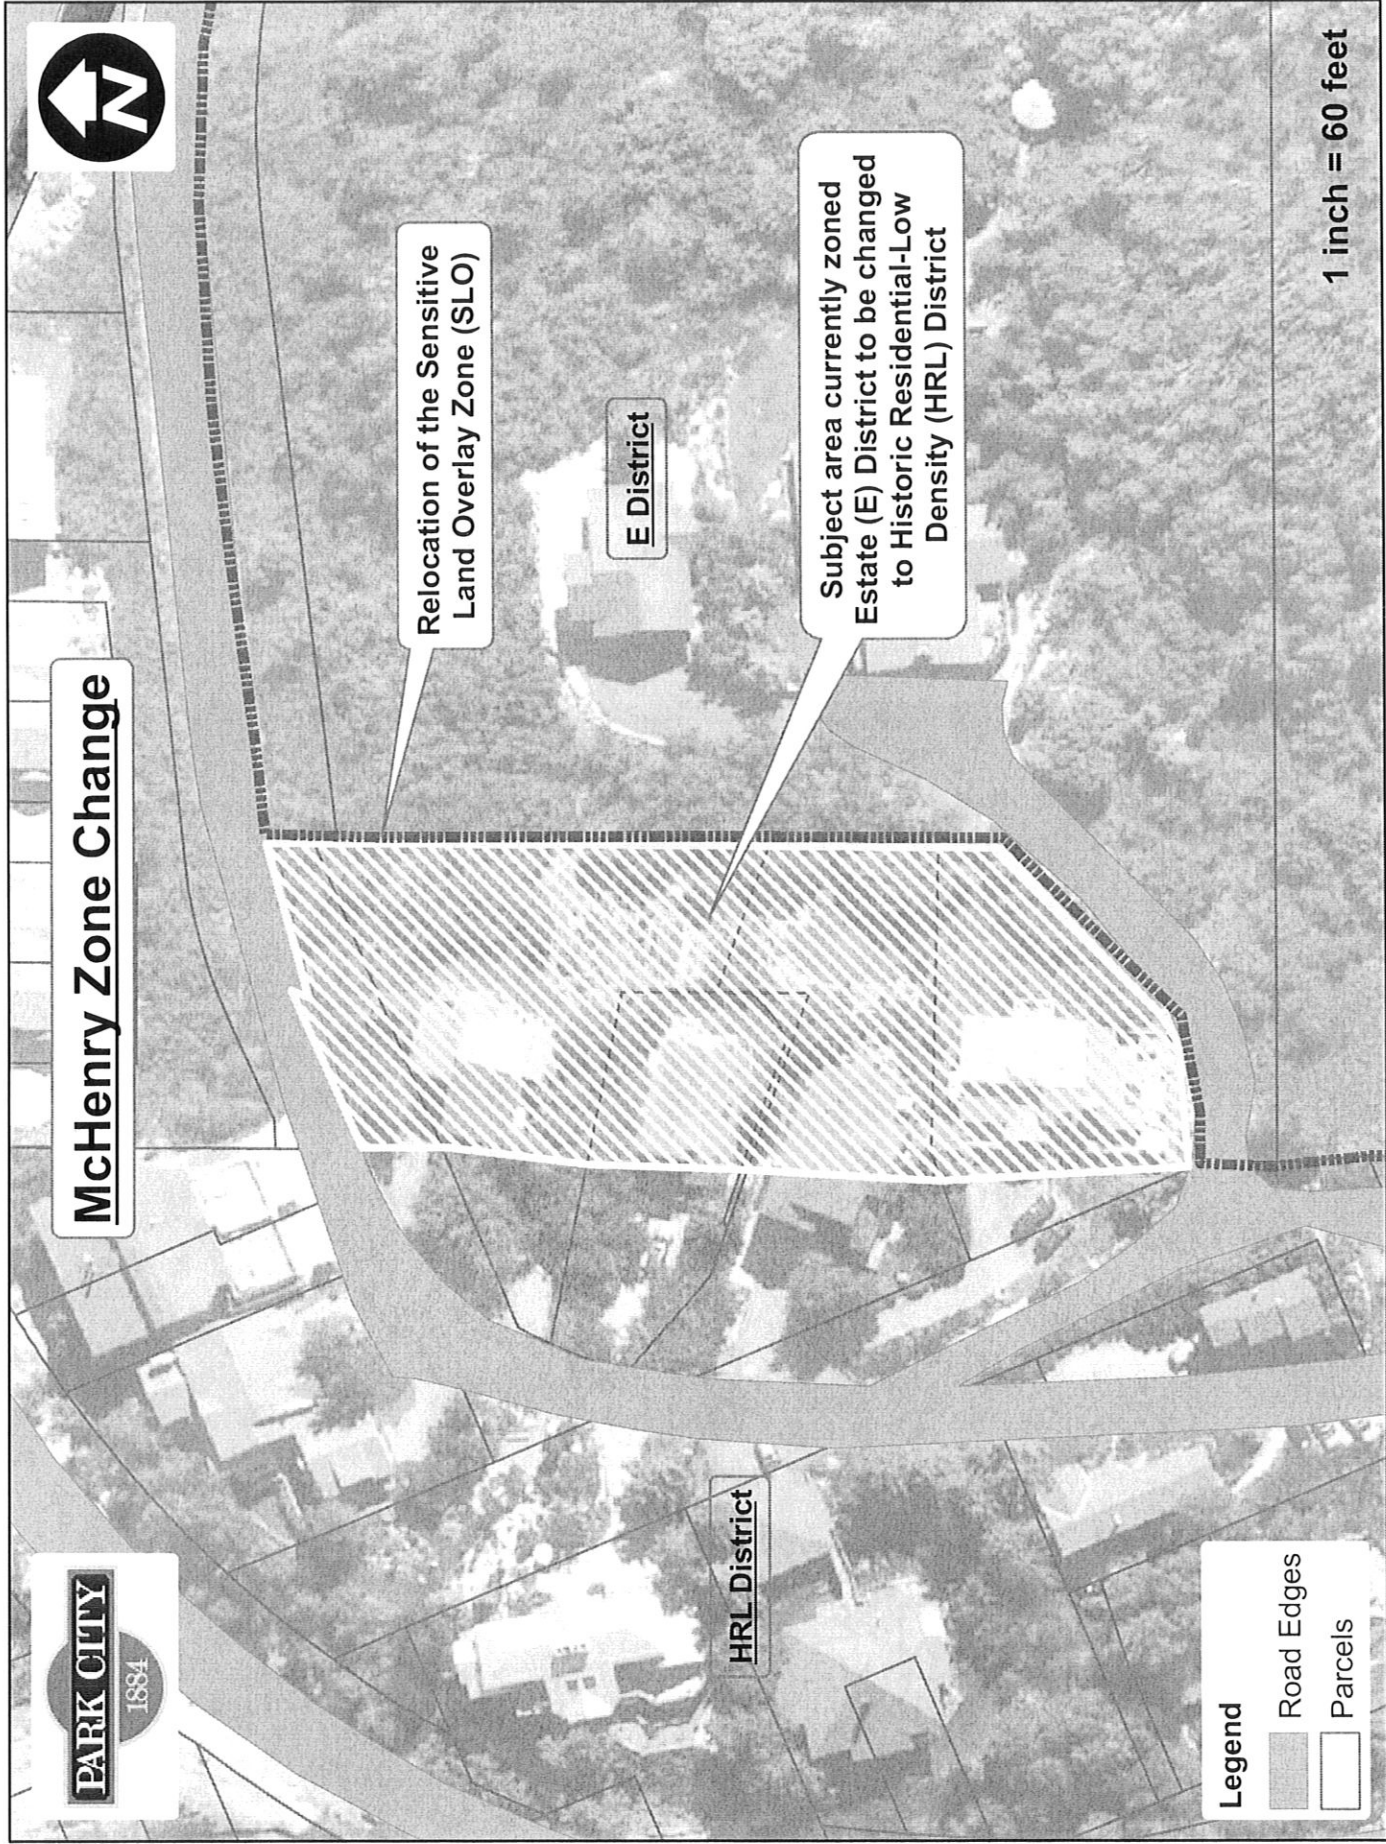 PARK CITY
1884
McHenry Zone Change
N
Relocation of the Sensitive
Land Overlay Zone (SLO)
E District
Subject area currently zoned
Estate (E) District to be changed
to Historic Residential-Low
Density (HRL) District
HRL District
Legend
Road Edges
Parcels
1 inch = 60 feet